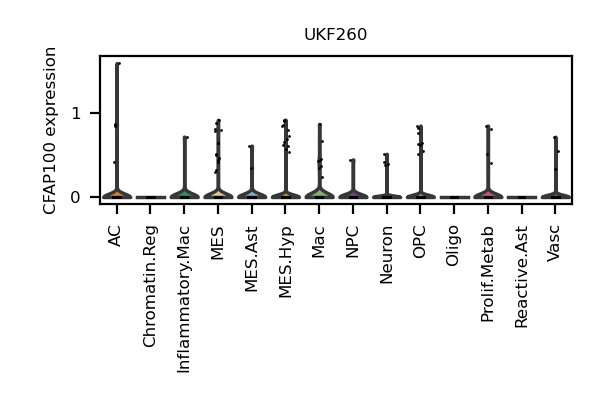 UKF260
CFAP100 expression
1
0
AC
Chromatin.Reg
Inflammatory.Mac
MES
MES.Ast
MES.Hyp
Mac
NPC
Neuron
OPC
Oligo
Prolif.Metab
Reactive.Ast
Vasc